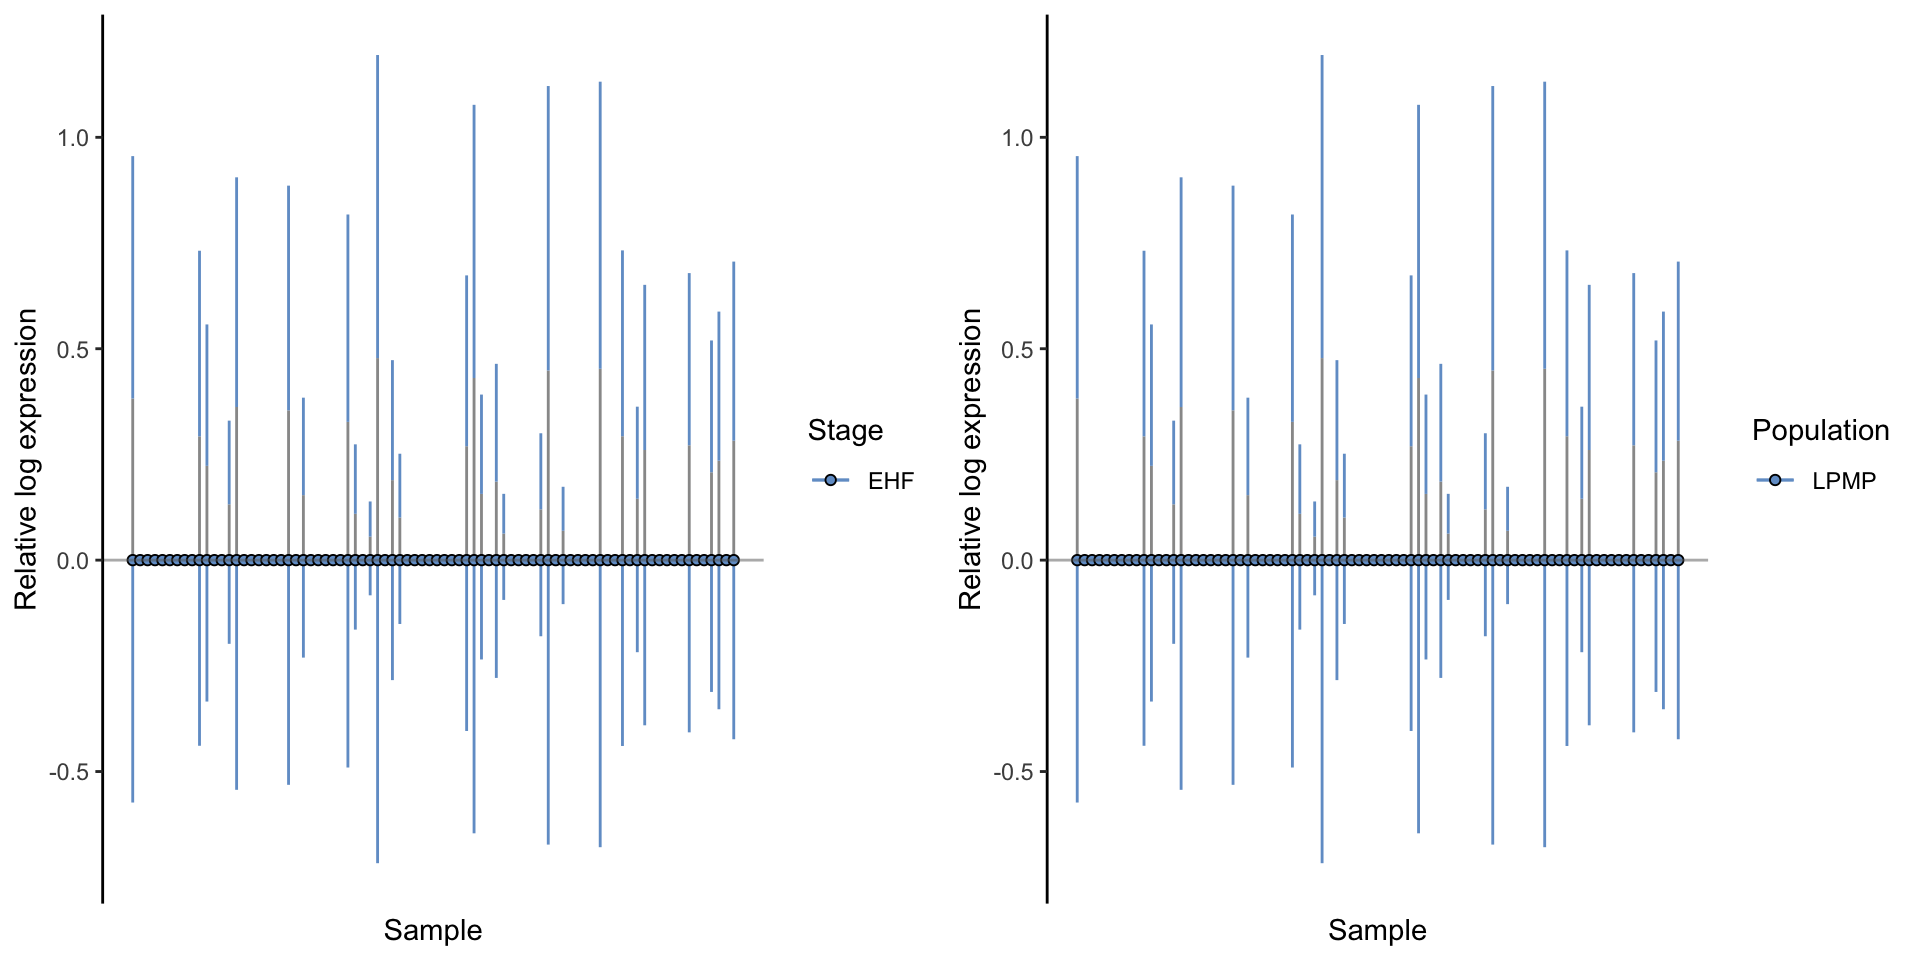 Relative log expression
1.0
0.5
0.0
-0.5
Sample
Stage
EHF
Relative log expression
1.0
0.5
0.0
-0.5
Sample
Population
LPMP